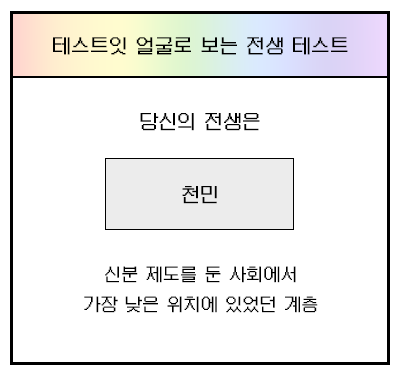 테스트잇 얼굴로 보는 전생 테스트
당신의 전생은
천민
신분 제도를 둔 사회에서
가장 낮은 위치에 있었던 계층